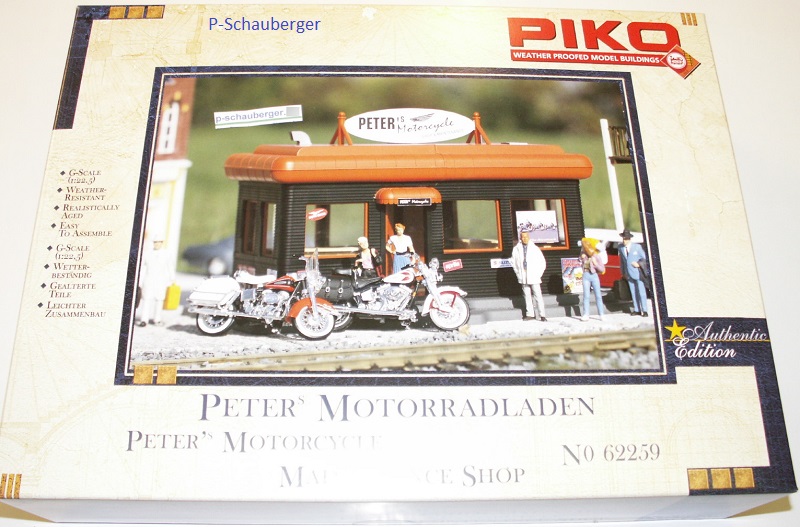 P-Schauberger
PIKO
WEATHER PROOFED MODEL BUILDINGS
p-schauberger.
PETER'S
Motorcycle
G-SCALE
(1:22,5)
WEATHER-
RESISTANT
REALISTICALLY
AGED
EASY
TO ASSEMBLE
G-SCALE
(1:22,5)
WETTER-
BESTÄNDIG
GEALTERTE
TEILE
LEICHTER
ZUSAMMENBAU
Authentic
Edition
PETERS MOTORRADLADEN
PETER'S MOTORCYCLE
No 62259
SHOP